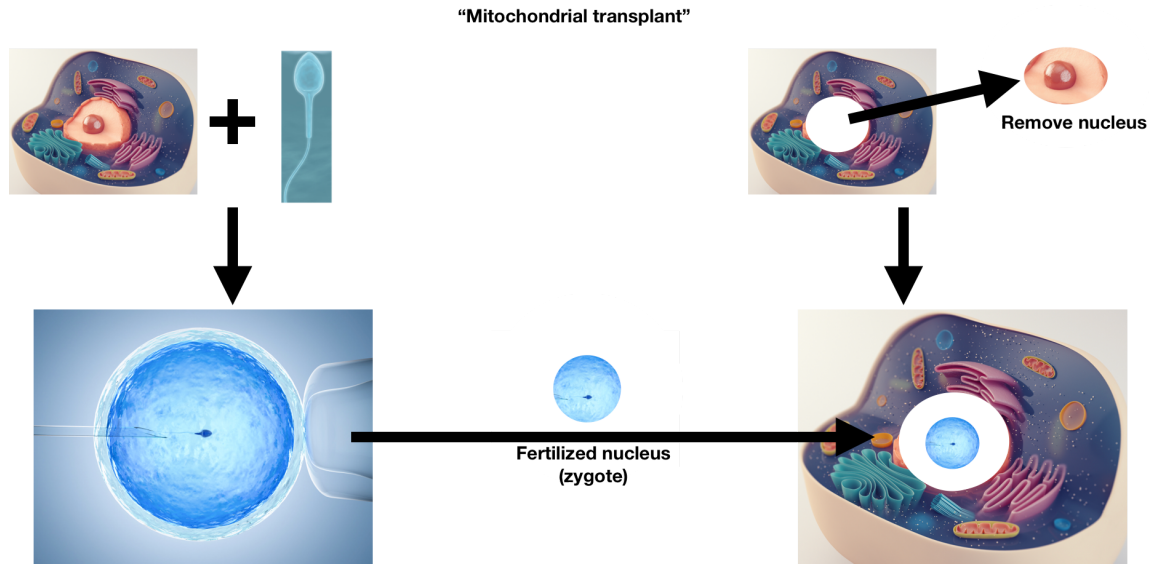 “Mitochondrial transplant”
Remove nucleus
Fertilized nucleus
(zygote)